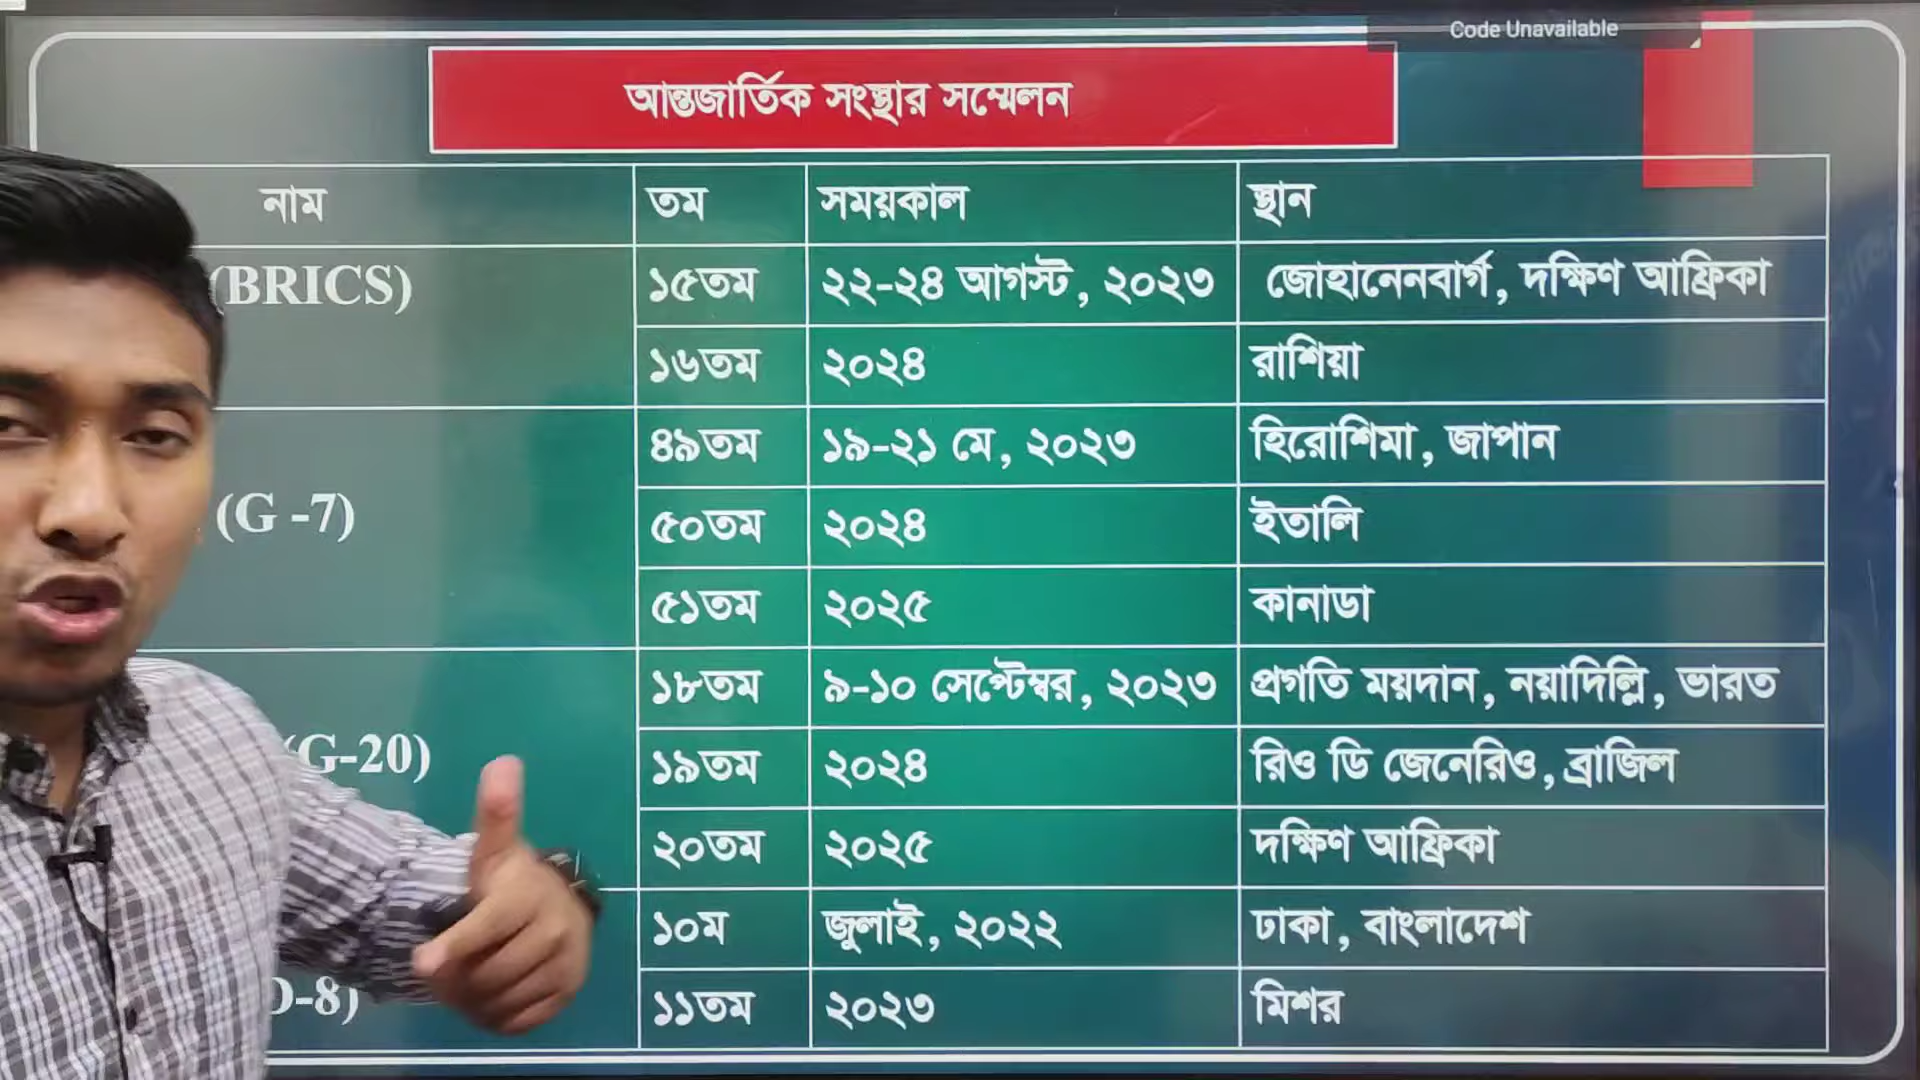 Code Unavailable
আন্তজার্তিক সংস্থার সম্মেলন
নাম তম সময়কাল স্থান
(BRICS) ১৫তম ২২-২৪ আগস্ট, ২০২৩ জোহানেনবার্গ, দক্ষিণ আফ্রিকা
১৬তম ২০২৪ রাশিয়া
৪৯তম ১৯-২১ মে, ২০২৩ হিরোশিমা, জাপান
(G -7) ৫০তম ২০২৪ ইতালি
৫১তম ২০২৫ কানাডা
১৮তম ৯-১০ সেপ্টেম্বর, ২০২৩ প্রগতি ময়দান, নয়াদিল্লি, ভারত
(G-20) ১৯তম ২০২৪ রিও ডি জেনেরিও, ব্রাজিল
২০তম ২০২৫ দক্ষিণ আফ্রিকা
১০ম জুলাই, ২০২২ ঢাকা, বাংলাদেশ
D-8) ১১তম ২০২৩ মিশর